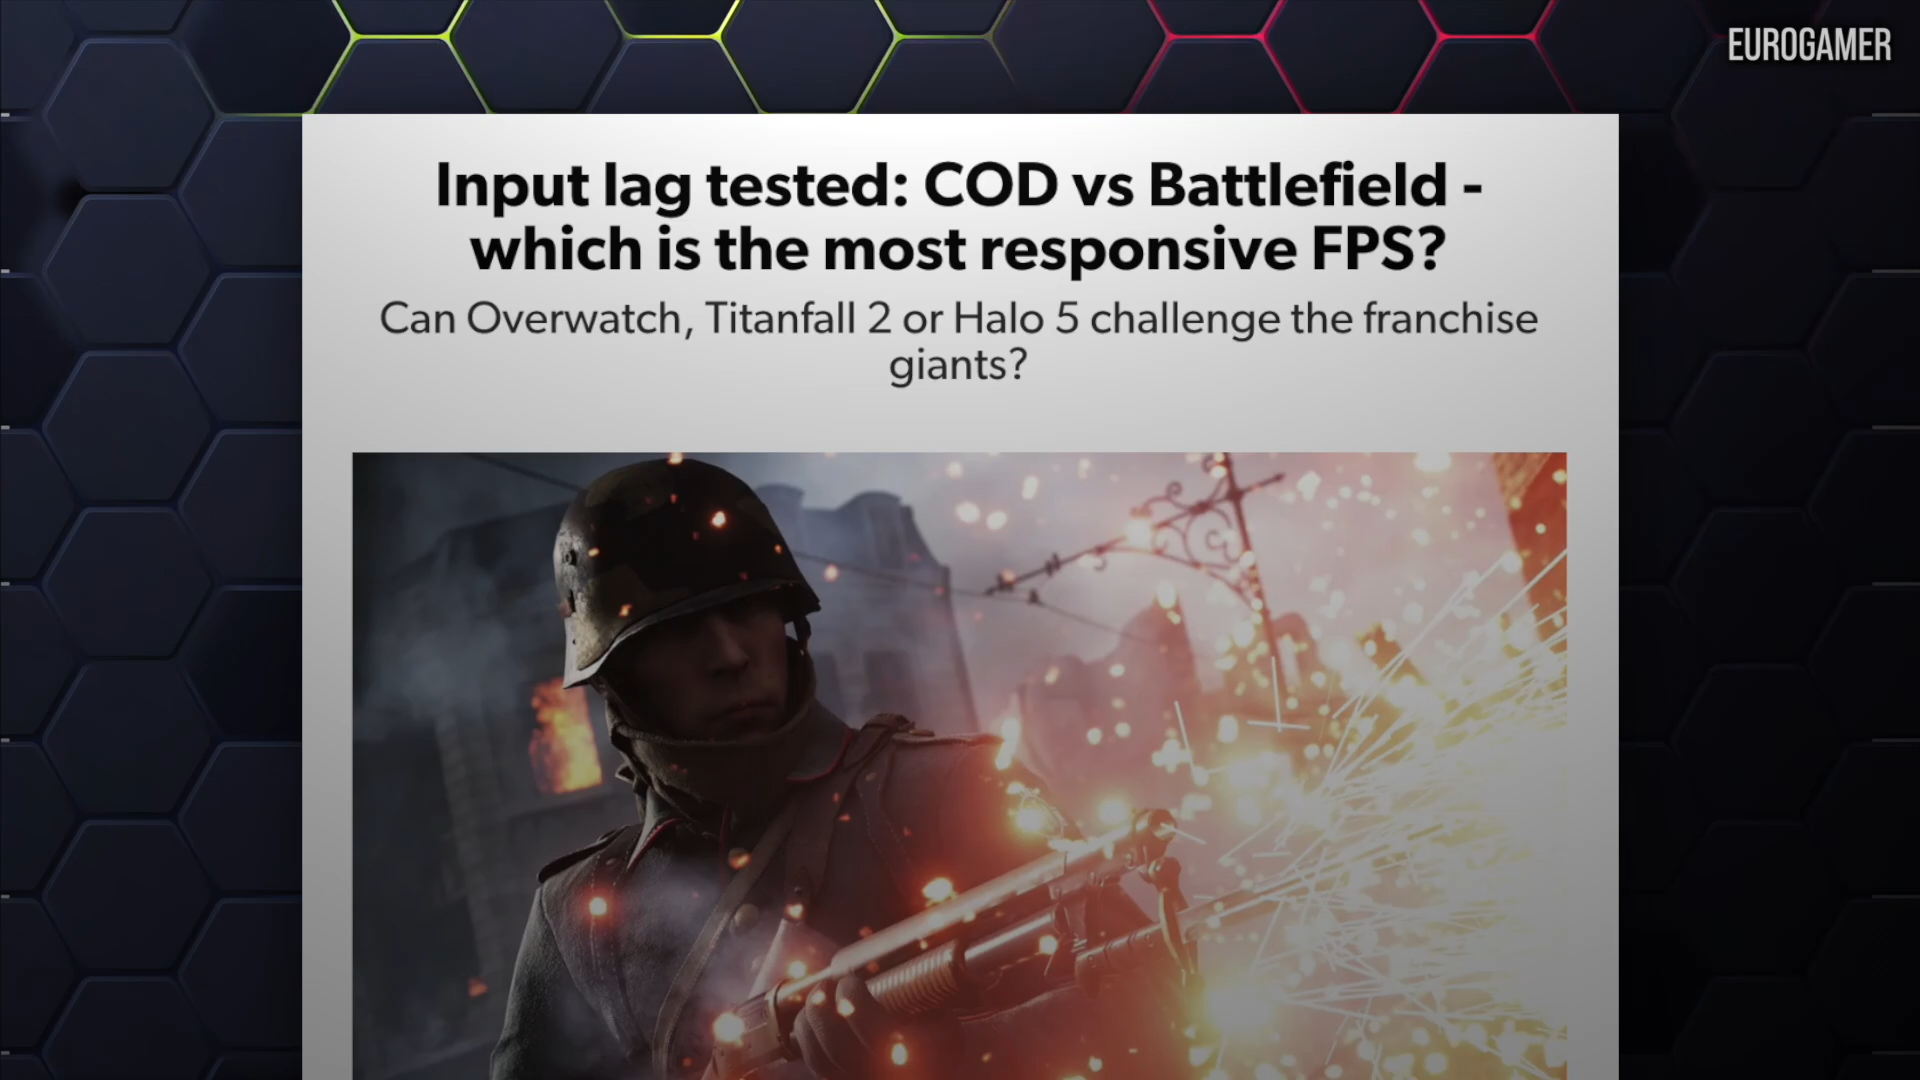 EUROGAMER
Input lag tested: COD vs Battlefield -
which is the most responsive FPS?
Can Overwatch, Titanfall 2 or Halo 5 challenge the franchise
giants?